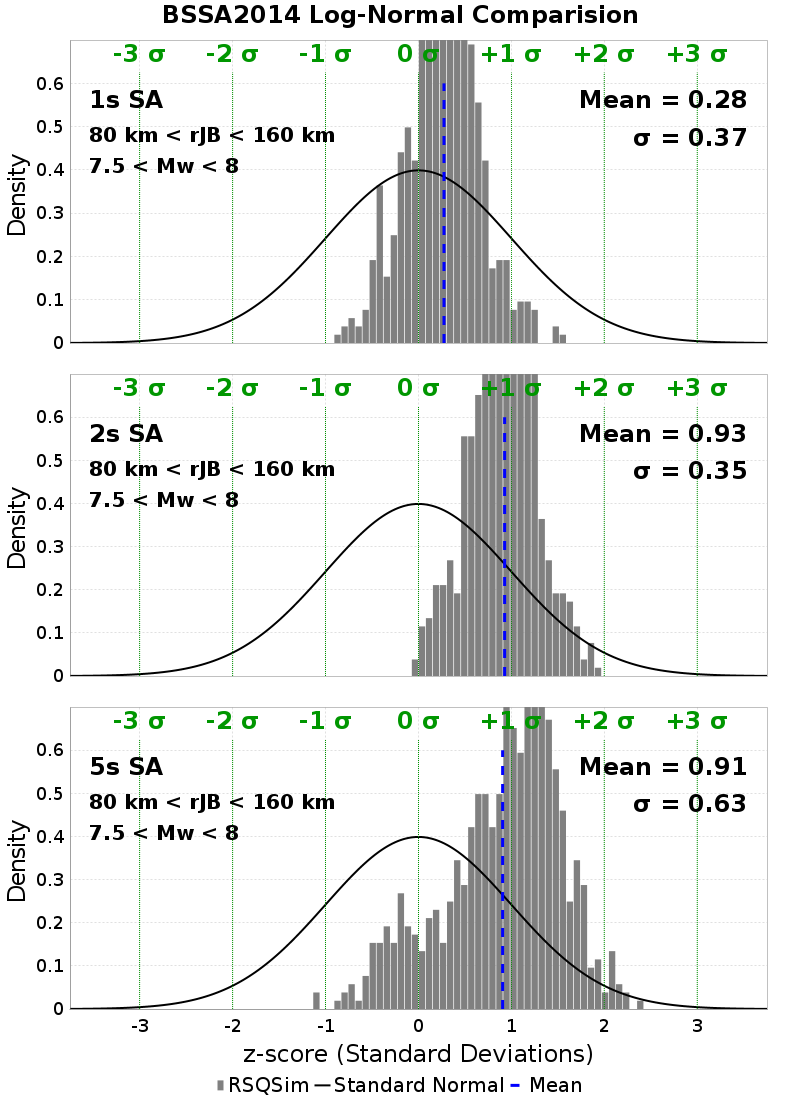 BSSA2014 Log-Normal Comparision
-3 σ -2 σ -1 σ 0 σ +1 σ +2 σ +3 σ
1s SA
80 km < rJB < 160 km
7.5 < Mw < 8
Mean = 0.28
σ = 0.37
Density
0.6
0.5
0.4
0.3
0.2
0.1
0
-3 σ -2 σ -1 σ 0 σ +1 σ +2 σ +3 σ
2s SA
80 km < rJB < 160 km
7.5 < Mw < 8
Mean = 0.93
σ = 0.35
Density
0.6
0.5
0.4
0.3
0.2
0.1
0
-3 σ -2 σ -1 σ 0 σ +1 σ +2 σ +3 σ
5s SA
80 km < rJB < 160 km
7.5 < Mw < 8
Mean = 0.91
σ = 0.63
Density
0.6
0.5
0.4
0.3
0.2
0.1
0
-3 -2 -1 0 1 2 3
z-score (Standard Deviations)
RSQSim Standard Normal Mean